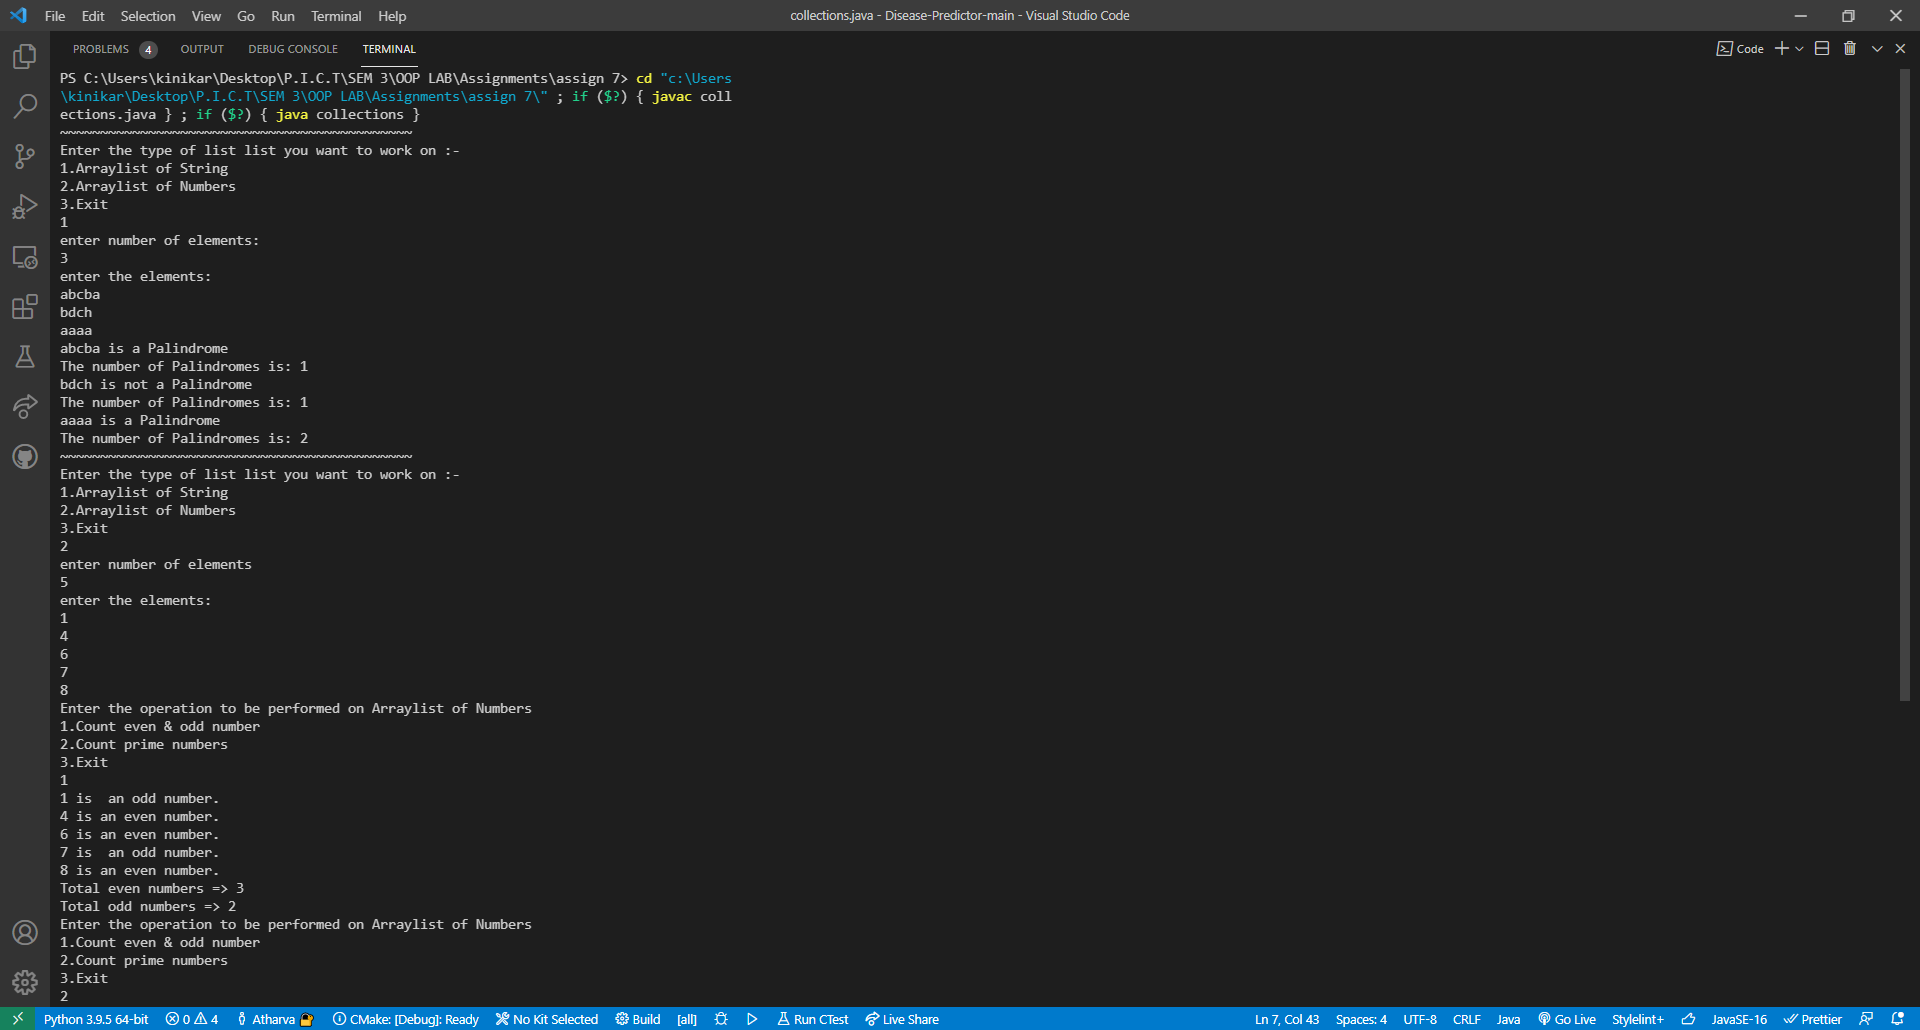 File Edit Selection View Go Run Terminal Help collections.java - Disease-Predictor-main - Visual Studio Code
PROBLEMS 4 OUTPUT DEBUG CONSOLE TERMINAL Code
PS C:\Users\kinikar\Desktop\P.I.C.T\SEM 3\OOP LAB\Assignments\assign 7> cd "c:\Users
\kinikar\Desktop\P.I.C.T\SEM 3\OOP LAB\Assignments\assign 7\" ; if ($?) { javac coll
ections.java } ; if ($?) { java collections }
~~~~~~~~~~~~~~~~~~~~~~~~~~~~~~~~~~~~~~~~~~~~
Enter the type of list list you want to work on :-
1.Arraylist of String
2.Arraylist of Numbers
3.Exit
1
enter number of elements:
3
enter the elements:
abcba
bdch
aaaa
abcba is a Palindrome
The number of Palindromes is: 1
bdch is not a Palindrome
The number of Palindromes is: 1
aaaa is a Palindrome
The number of Palindromes is: 2
~~~~~~~~~~~~~~~~~~~~~~~~~~~~~~~~~~~~~~~~~~~~
Enter the type of list list you want to work on :-
1.Arraylist of String
2.Arraylist of Numbers
3.Exit
2
enter number of elements
5
enter the elements:
1
4
6
7
8
Enter the operation to be performed on Arraylist of Numbers
1.Count even & odd number
2.Count prime numbers
3.Exit
1
1 is  an odd number.
4 is an even number.
6 is an even number.
7 is  an odd number.
8 is an even number.
Total even numbers => 3
Total odd numbers => 2
Enter the operation to be performed on Arraylist of Numbers
1.Count even & odd number
2.Count prime numbers
3.Exit
2
Python 3.9.5 64-bit 0 4 Atharva CMake: [Debug]: Ready No Kit Selected Build [all] Run CTest Live Share Ln 7, Col 43 Spaces: 4 UTF-8 CRLF Java Go Live Stylelint+ JavaSE-16 Prettier